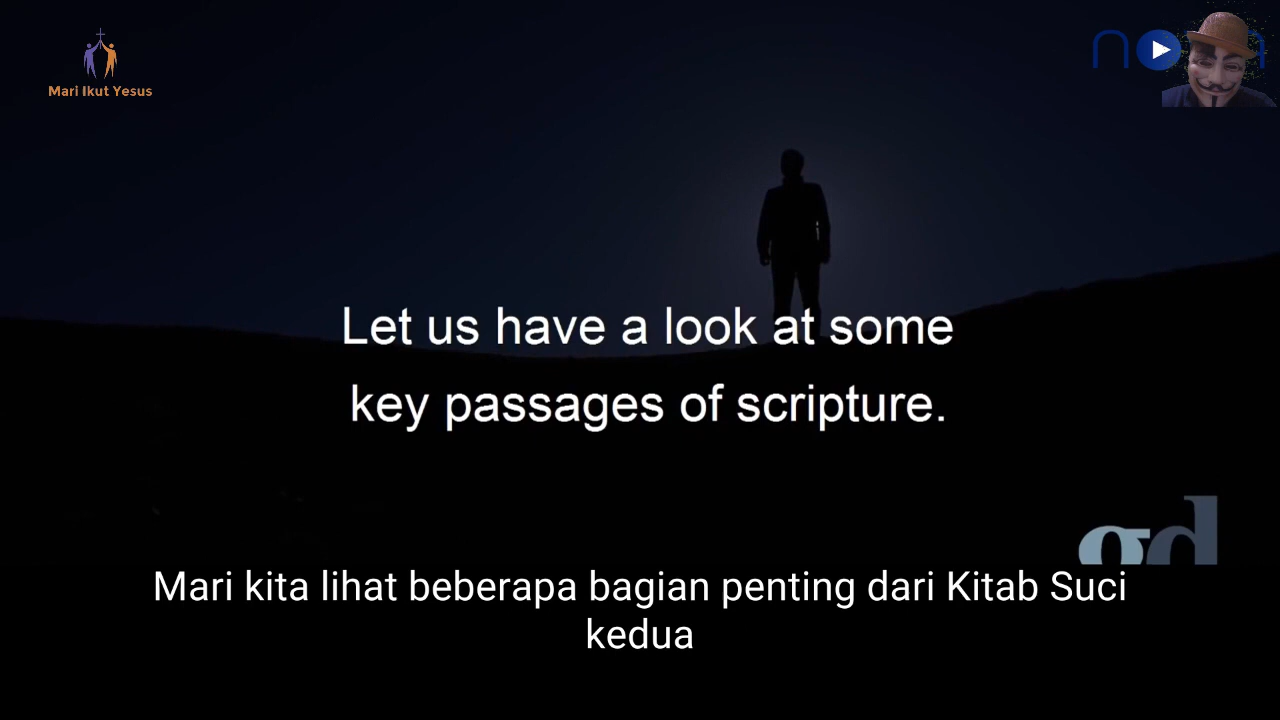 Mari Ikut Yesus
Let us have a look at some
key passages of scripture.
Mari kita lihat beberapa bagian penting dari Kitab Suci
kedua